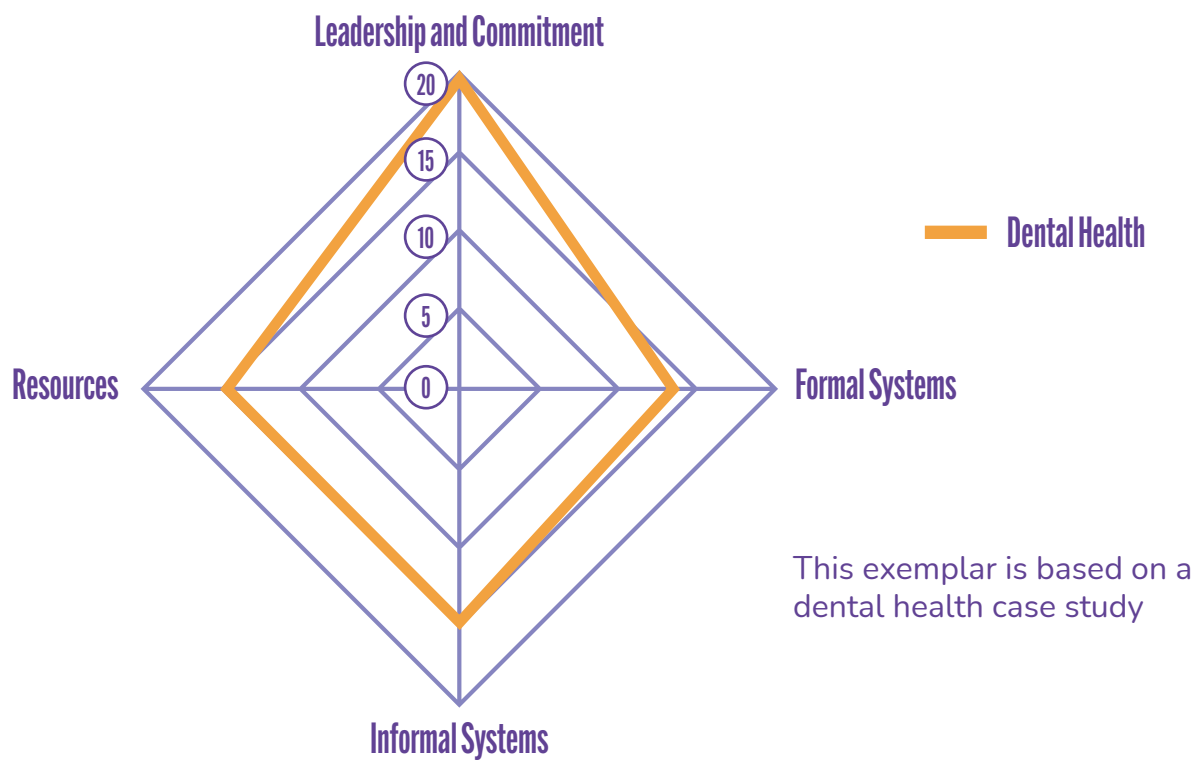 Leadership and Commitment
20
15
10
5
0
Dental Health
Resources
Formal Systems
This exemplar is based on a
dental health case study
Informal Systems